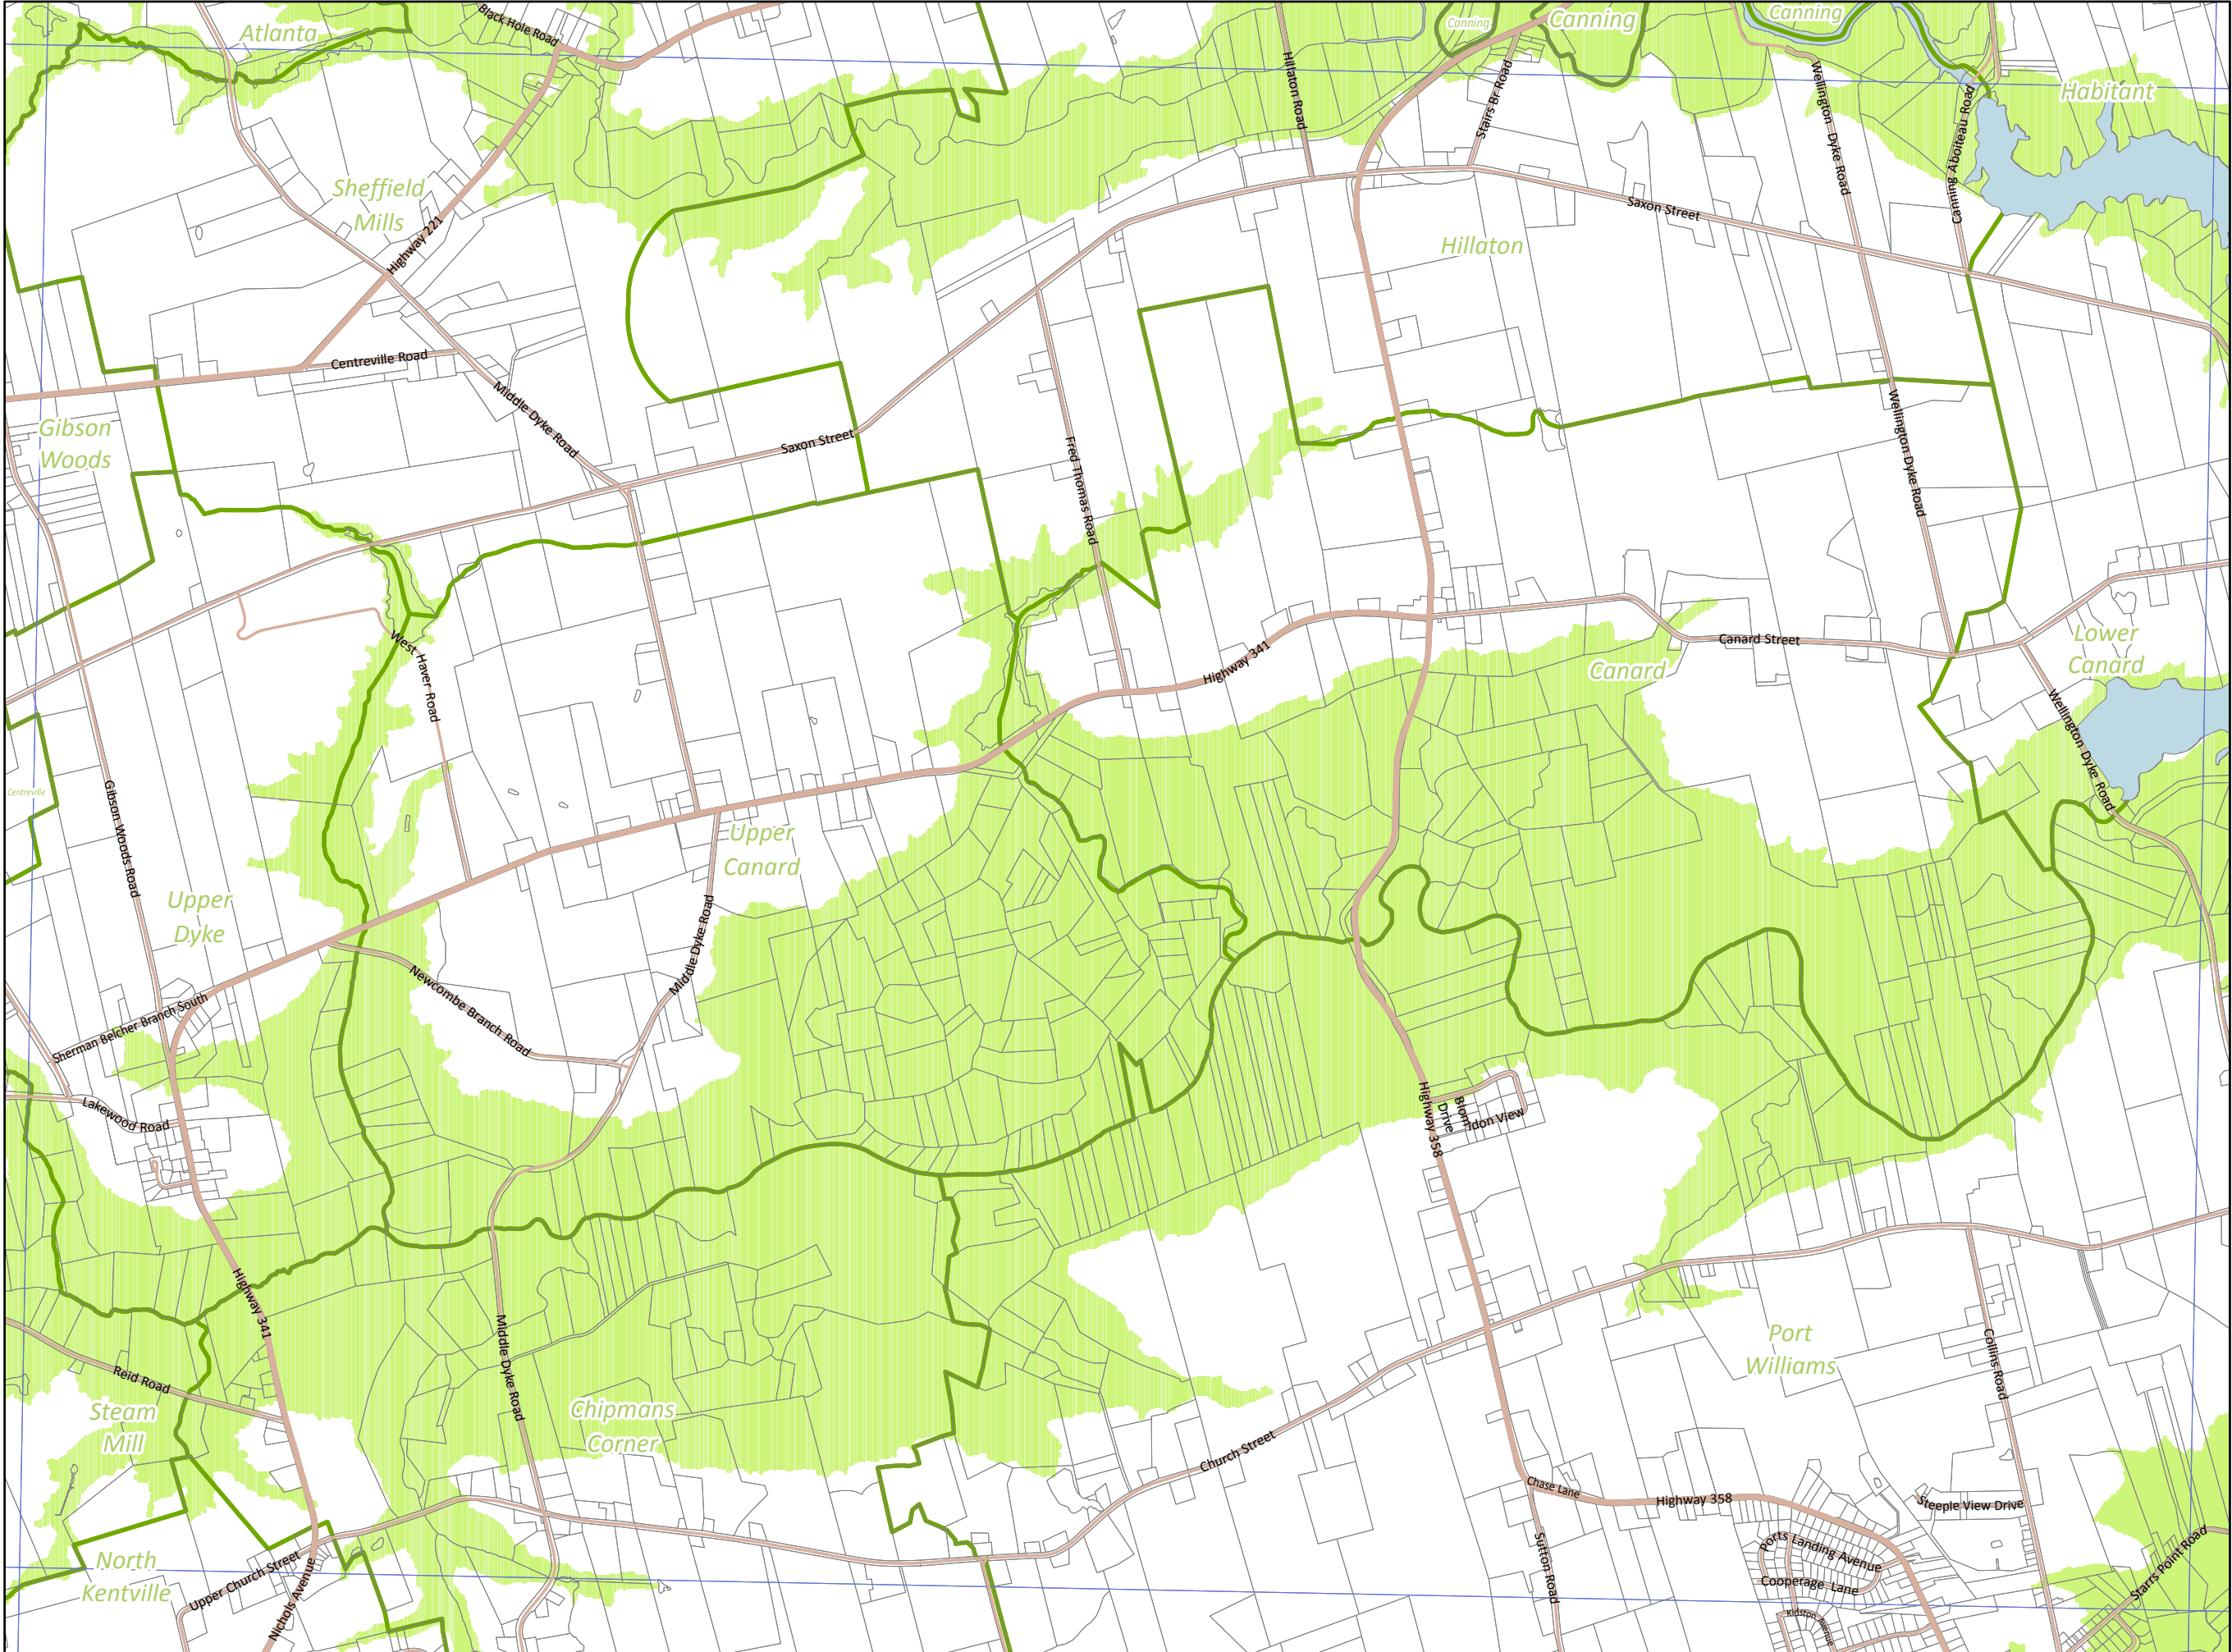 Atlanta
Black Hole Road
Canning
Canning
Canning
Hillaton Road
Stairs Br Road
Wellington Dyke Road
Canning Aboiteau Road
Habitant
Sheffield
Mills
Highway 221
Saxon Street
Hillaton
Centreville Road
Middle Dyke Road
Gibson
Woods
Saxon Street
Fred Thomas Road
Wellington Dyke Road
West Haver Road
Highway 341
Canard Street
Canard
Lower
Canard
Wellington Dyke Road
Centreville
Gibson Woods Road
Upper
Canard
Upper
Dyke
Middle Dyke Road
Newcombe Branch Road
Sherman Belcher Branch South
Lakewood Road
Highway 358
Blom
Drive
Idon View
Highway 341
Middle Dyke Road
Reid Road
Steam
Mill
Chipmans
Corner
Church Street
Port
Williams
Collins Road
Chase Lane
Highway 358
Steeple View Drive
Sutton Road
Ports Landing Avenue
Cooperage Lane
Kidston Avenue
Starrs Point Road
North
Kentville
Upper Church Street
Nichols Avenue